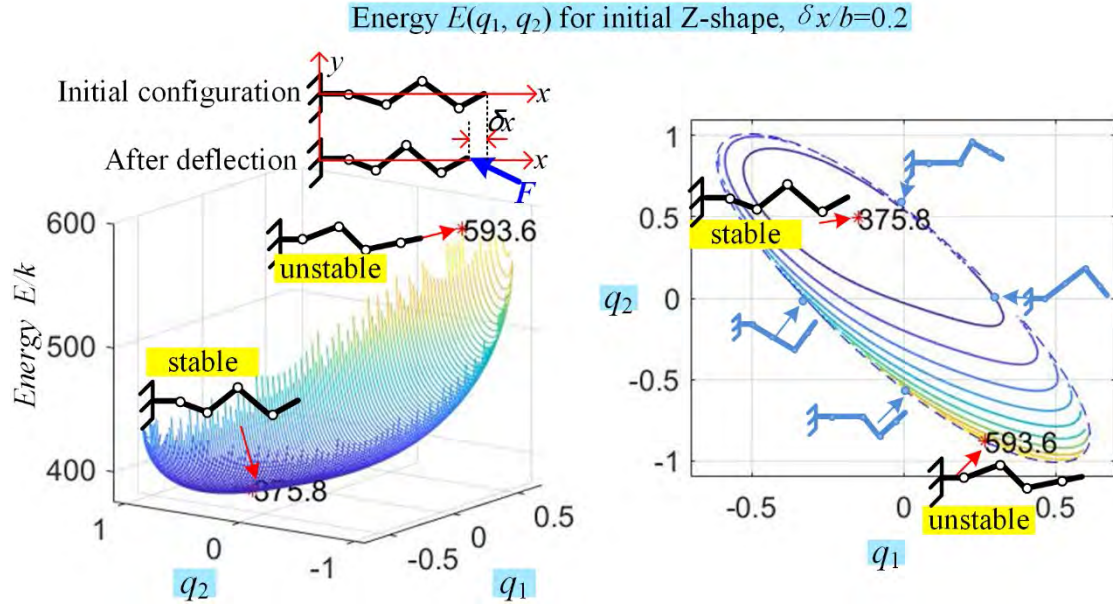 Energy E(q₁, q₂) for initial Z-shape, δx/b=0.2
y
Initial configuration
x
δx
After deflection
x
F
600
593.6
unstable
500
stable
400
375.8
1
0
-1
-0.5
0
0.5
Energy E/k
q₂
q₁
1
0.5
375.8
stable
q₂
0
-0.5
593.6
-1
unstable
-0.5
0
0.5
q₁